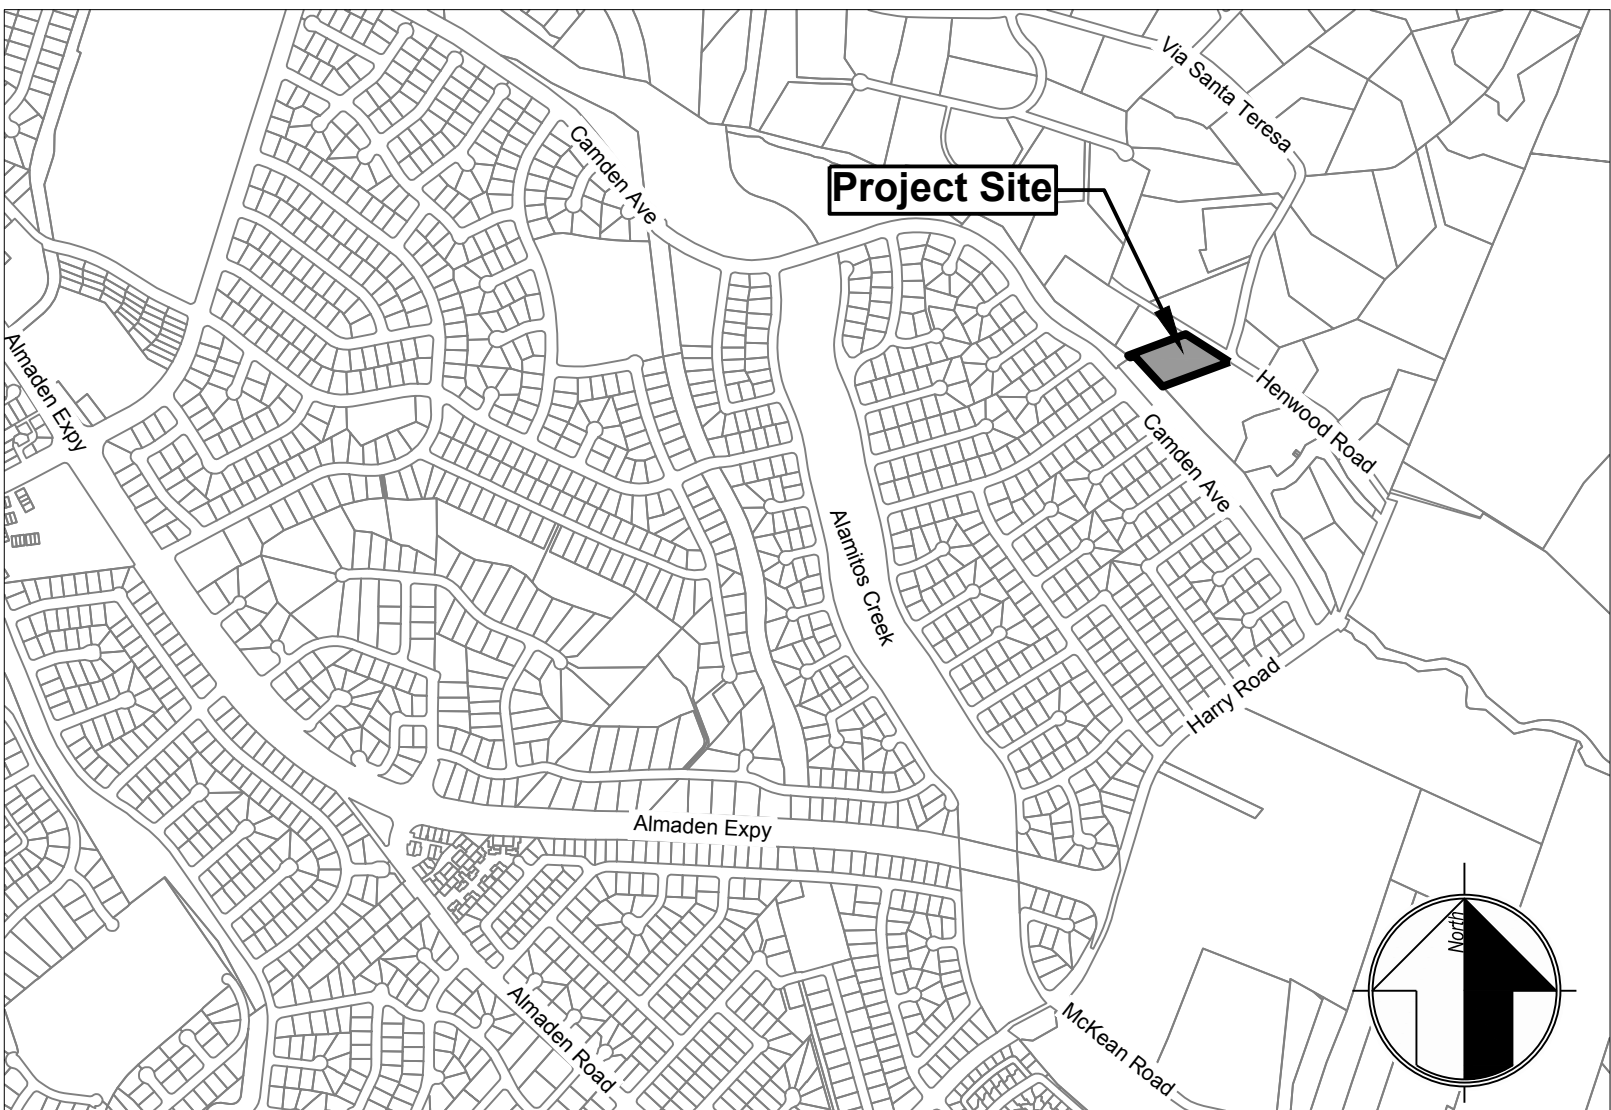 Via Santa Teresa
Camden Ave
Project Site
Almaden Expy
Henwood Road
Camden Ave
Alamitos Creek
Harry Road
Almaden Expy
North
Almaden Road
McKean Road